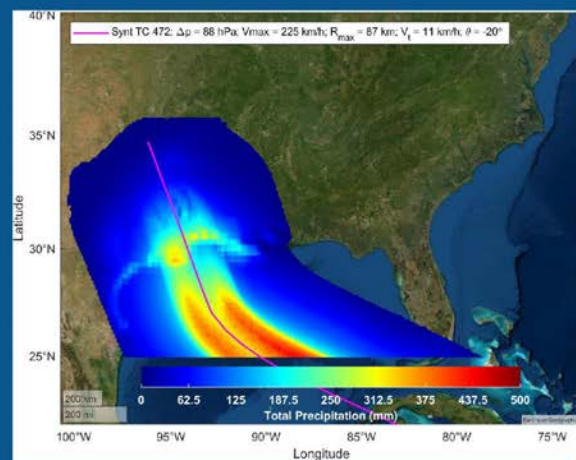 40°N
Synt TC 472: Δp = 88 hPa; Vmax = 225 km/h; Rmax = 87 km; Vt = 11 km/h; θ = -20°
35°N
Latitude
30°N
25°N
0 62.5 125 187.5 250 312.5 375 437.5 500
Total Precipitation (mm)
200 km
200 mi
100°W 95°W 90°W 85°W 80°W 75°W
Longitude